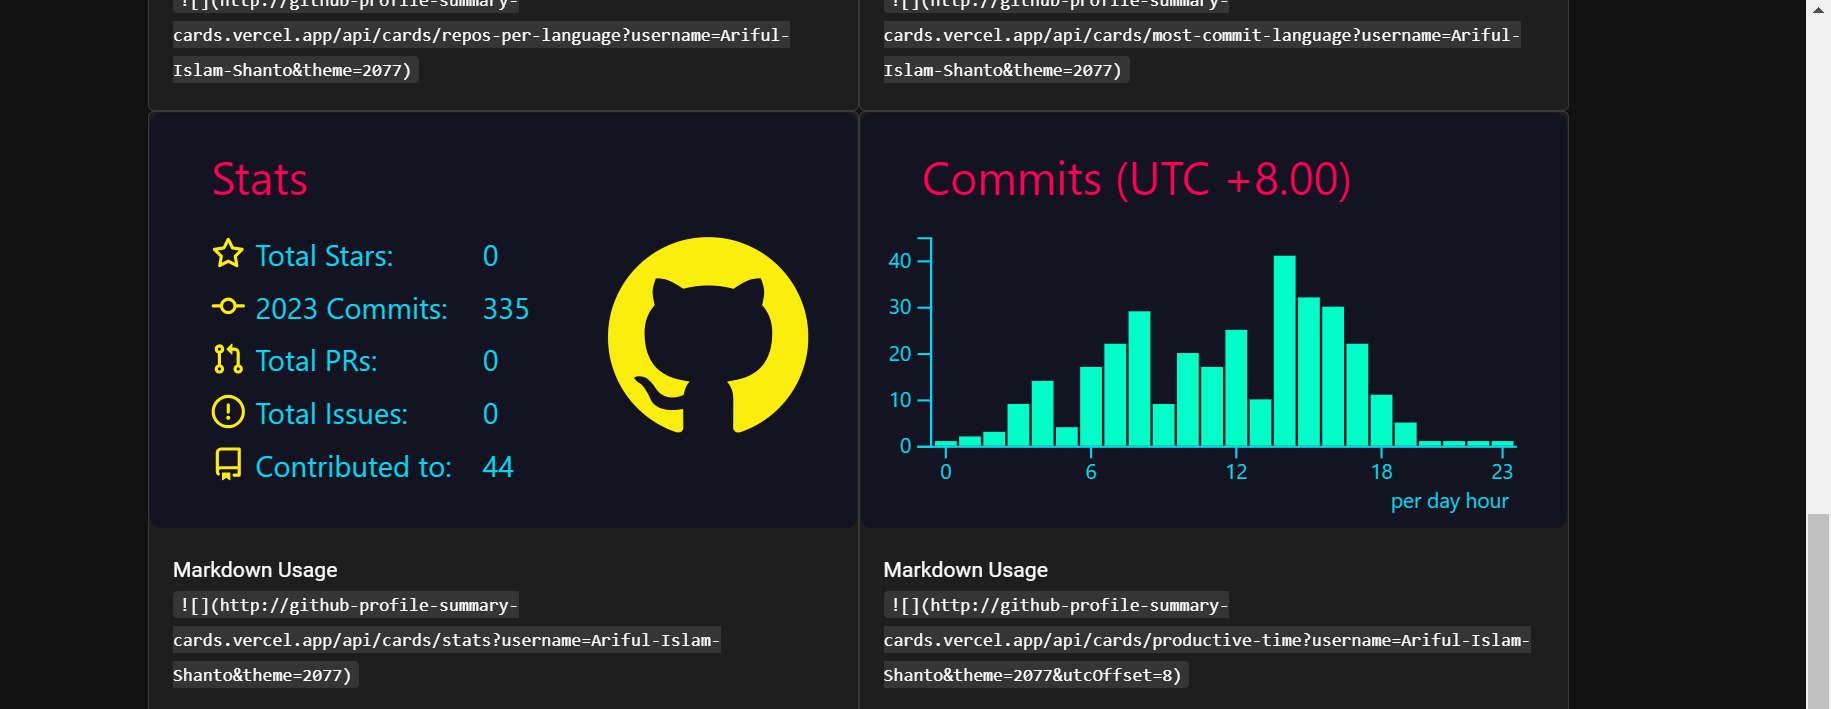 ![](http://github-profile-summary-
cards.vercel.app/api/cards/repos-per-language?username=Ariful-
Islam-Shanto&theme=2077)
![](http://github-profile-summary-
cards.vercel.app/api/cards/most-commit-language?username=Ariful-
Islam-Shanto&theme=2077)
Stats
Total Stars: 0
2023 Commits: 335
Total PRs: 0
Total Issues: 0
Contributed to: 44
Markdown Usage
![](http://github-profile-summary-
cards.vercel.app/api/cards/stats?username=Ariful-Islam-
Shanto&theme=2077)
Commits (UTC +8.00)
40
30
20
10
0
0 6 12 18 23
per day hour
Markdown Usage
![](http://github-profile-summary-
cards.vercel.app/api/cards/productive-time?username=Ariful-Islam-
Shanto&theme=2077&utcOffset=8)